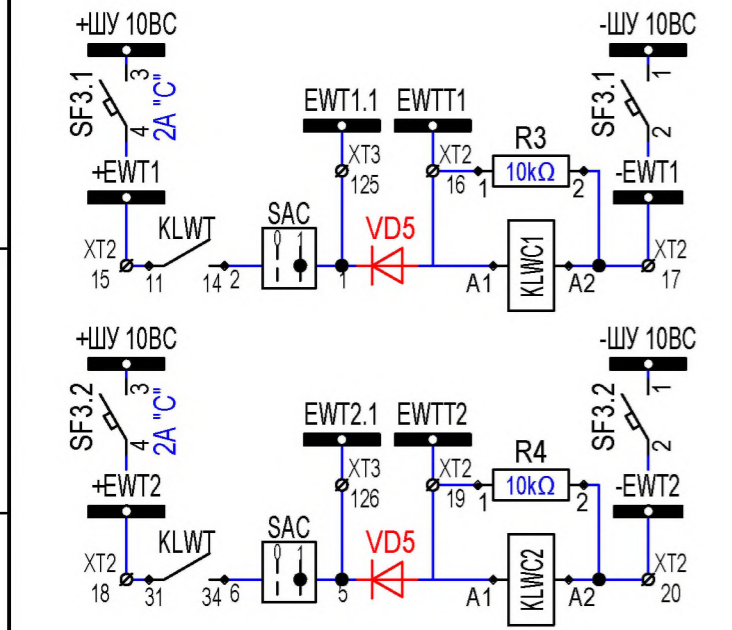 +ШУ 10ВС
-ШУ 10ВС
3
SF3.1
4
2A "C"
1
SF3.1
2
EWT1.1
EWTT1
+EWT1
XT3
125
XT2
16
R3
1
10kΩ
2
-EWT1
KLWT
SAC
VD5
XT2
15
11
14
2
0
1
1
A1
KLWC1
A2
XT2
17
+ШУ 10ВС
-ШУ 10ВС
3
SF3.2
4
2A "C"
1
SF3.2
2
EWT2.1
EWTT2
+EWT2
XT3
126
XT2
19
R4
1
10kΩ
2
-EWT2
KLWT
SAC
VD5
XT2
18
31
34
6
0
1
5
A1
KLWC2
A2
XT2
20